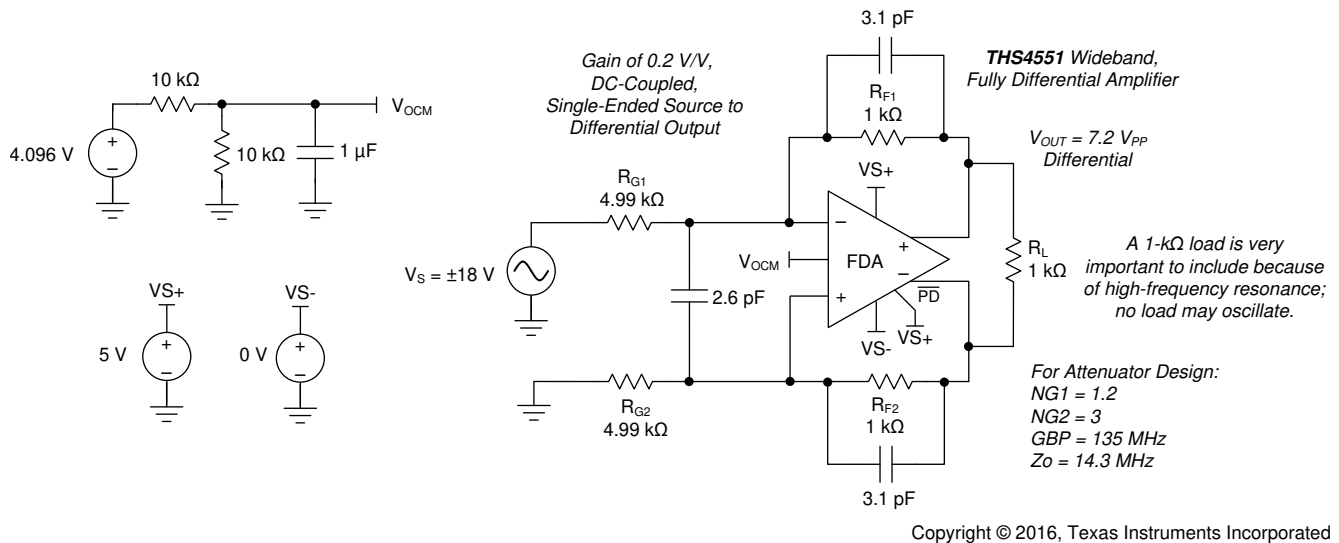 3.1 pF
Gain of 0.2 V/V,
DC-Coupled,
Single-Ended Source to
Differential Output
THS4551 Wideband,
Fully Differential Amplifier
10 kΩ
V_OCM
R_F1
1 kΩ
4.096 V
+
−
10 kΩ
1 µF
V_OUT = 7.2 V_PP
Differential
VS+
R_G1
4.99 kΩ
−
+
V_OCM
FDA
−
+
R_L
1 kΩ
A 1-kΩ load is very
important to include because
of high-frequency resonance;
no load may oscillate.
V_S = ±18 V
2.6 pF
PD
VS+
VS-
VS-
VS+
5 V
+
−
0 V
+
−
R_G2
4.99 kΩ
R_F2
1 kΩ
3.1 pF
For Attenuator Design:
NG1 = 1.2
NG2 = 3
GBP = 135 MHz
Zo = 14.3 MHz
Copyright © 2016, Texas Instruments Incorporated